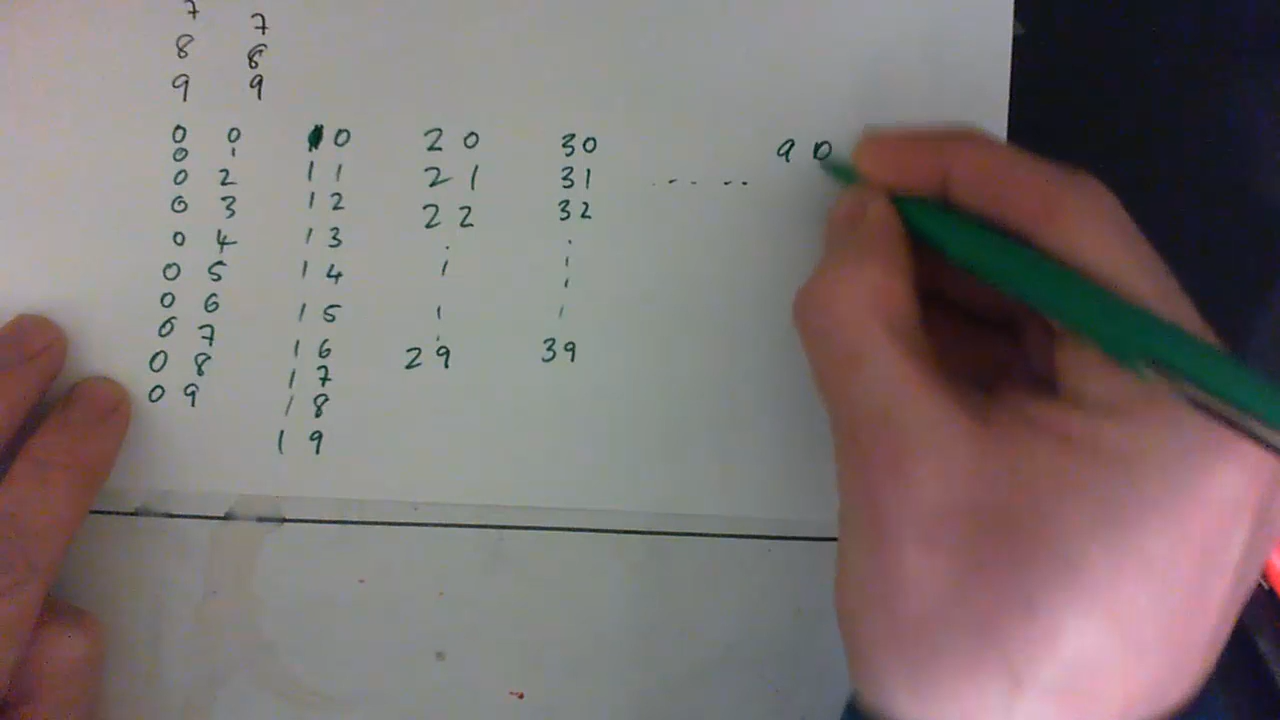 7 7
8 8
9 9
0 0 10 20 30 90
0 1 11 21 31 .....
0 2 12 22 32
0 3 13
0 4 14
0 5 15
0 6 16 29 39
0 7 17
0 8 18
0 9 19